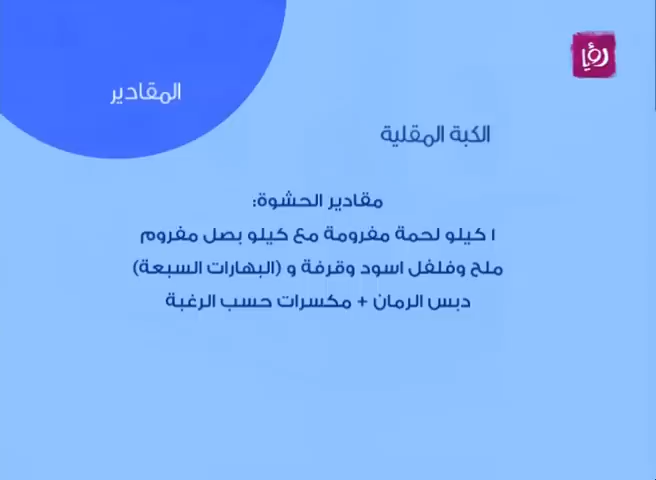 رؤيا
المقادير
الكبة المقلية
مقادير الحشوة:
١ كيلو لحمة مفرومة مع كيلو بصل مفروم
ملح وفلفل اسود وقرفة و (البهارات السبعة)
دبس الرمان + مكسرات حسب الرغبة